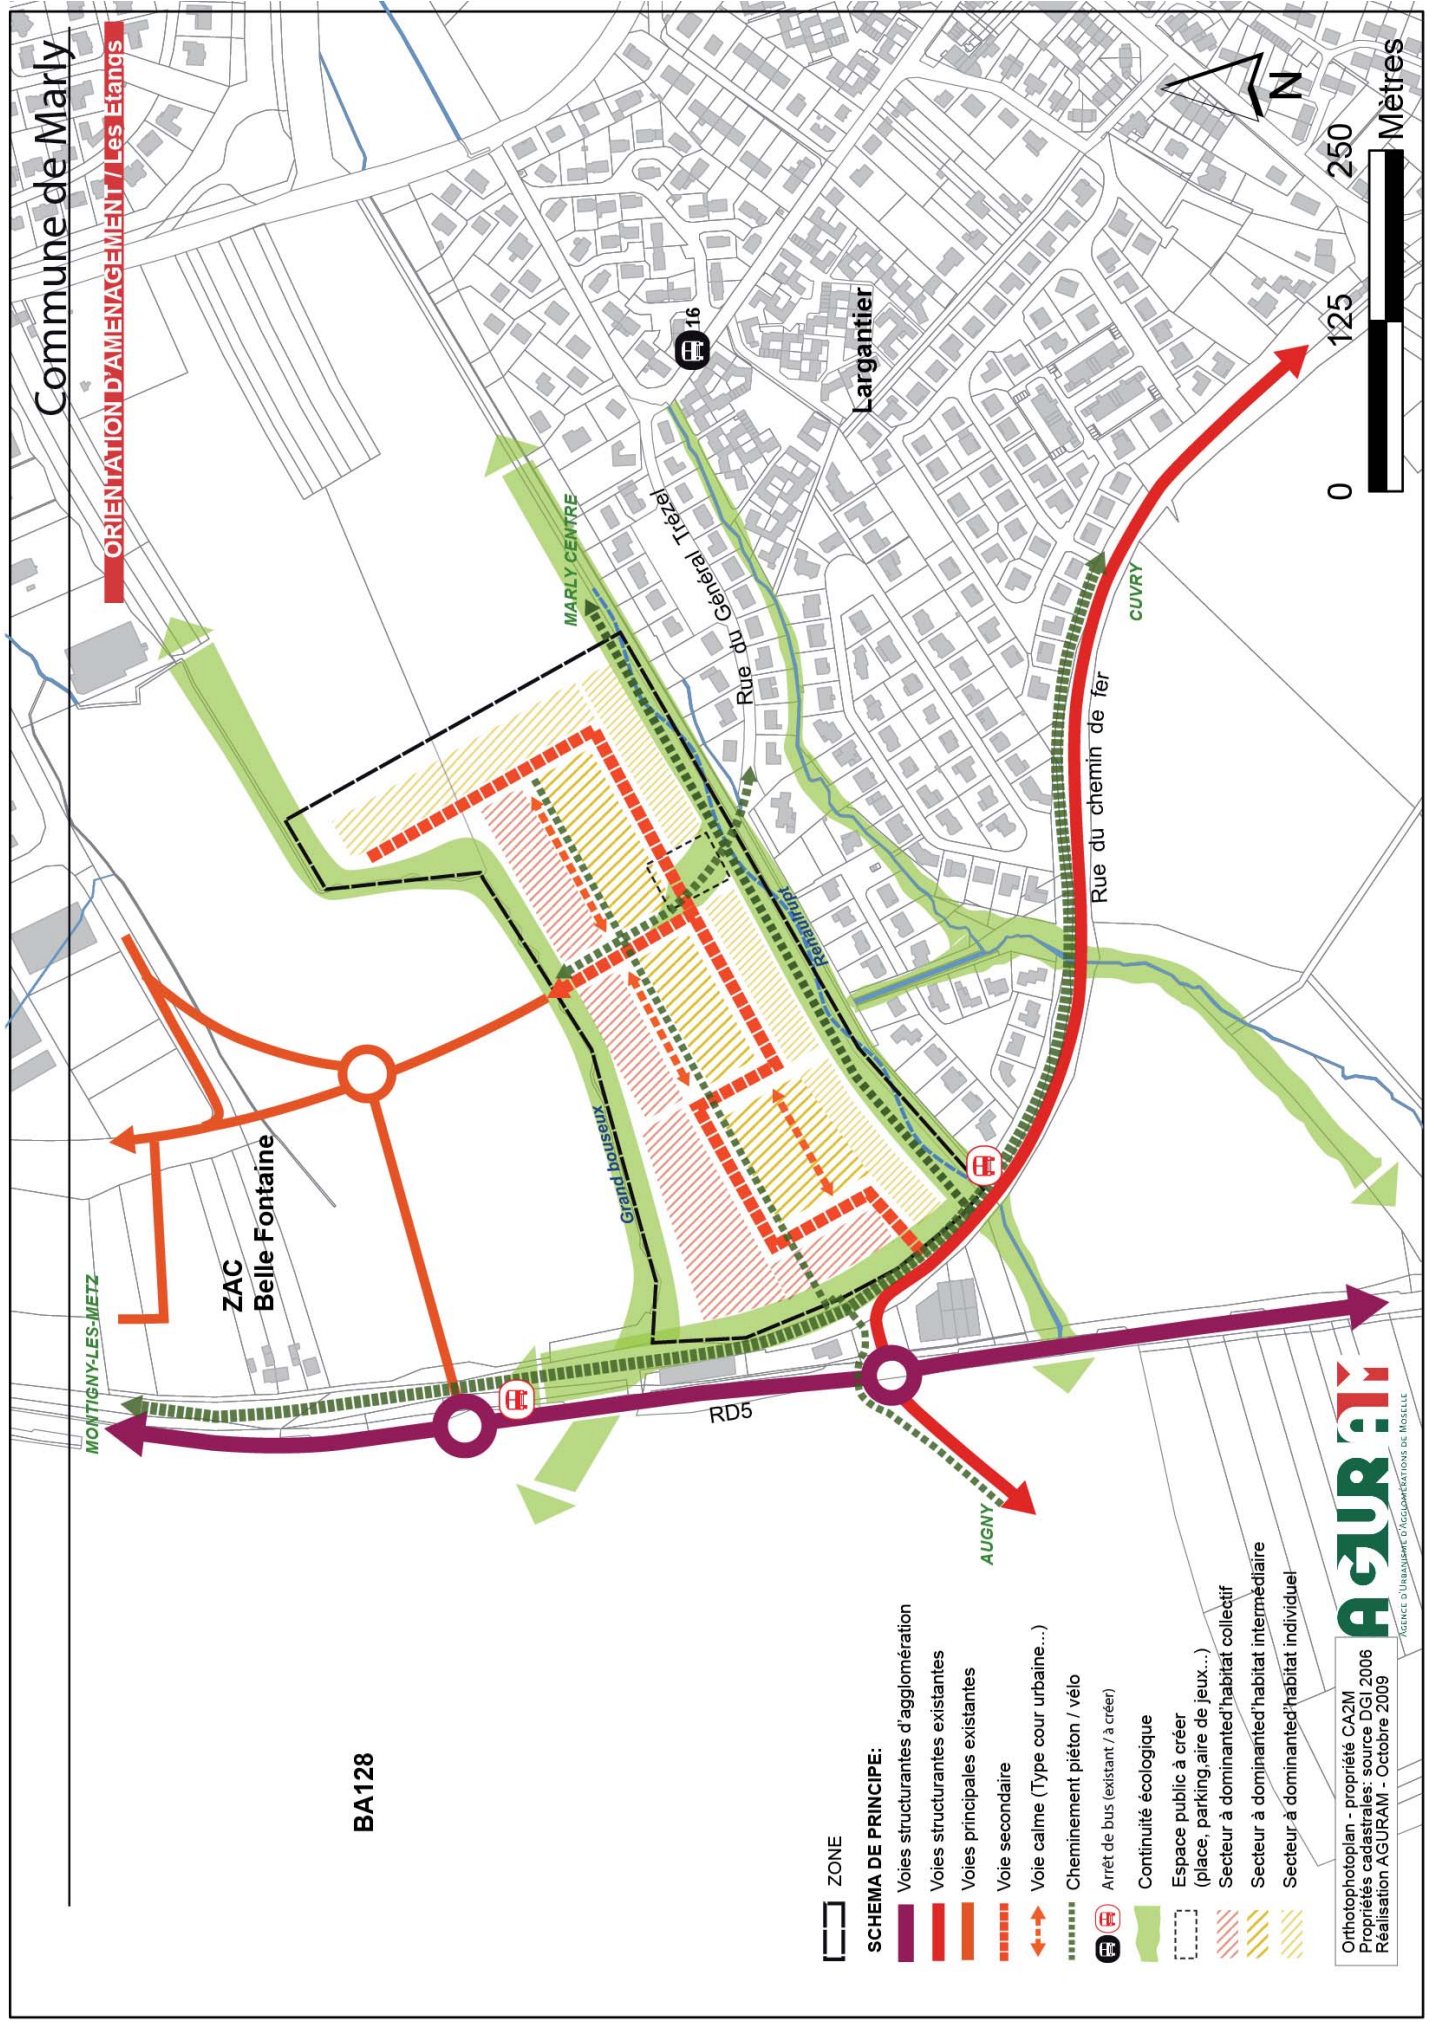 Commune de Marly
ORIENTATION D'AMENAGEMENT / Les Etangs
MONTIGNY-LES-METZ
ZAC
Belle Fontaine
BA128
Grand bouseux
MARLY CENTRE
16
Largantier
Rue du Général Trézel
Renaufrupt
RD5
AUGNY
CUVRY
Rue du chemin de fer
N
0 125 250
Mètres
ZONE
SCHEMA DE PRINCIPE:
Voies structurantes d'agglomération
Voies structurantes existantes
Voies principales existantes
Voie secondaire
Voie calme (Type cour urbaine...)
Cheminement piéton / vélo
Arrêt de bus (existant / à créer)
Continuité écologique
Espace public à créer
(place, parking,aire de jeux...)
Secteur à dominanted'habitat collectif
Secteur à dominanted'habitat intermédiaire
Secteur à dominanted'habitat individuel
Orthotophotoplan - propriété CA2M
Propriétés cadastrales: source DGI 2006
Réalisation AGURAM - Octobre 2009
AGURAM
AGENCE D'URBANISME D'AGGLOMÉRATIONS DE MOSELLE